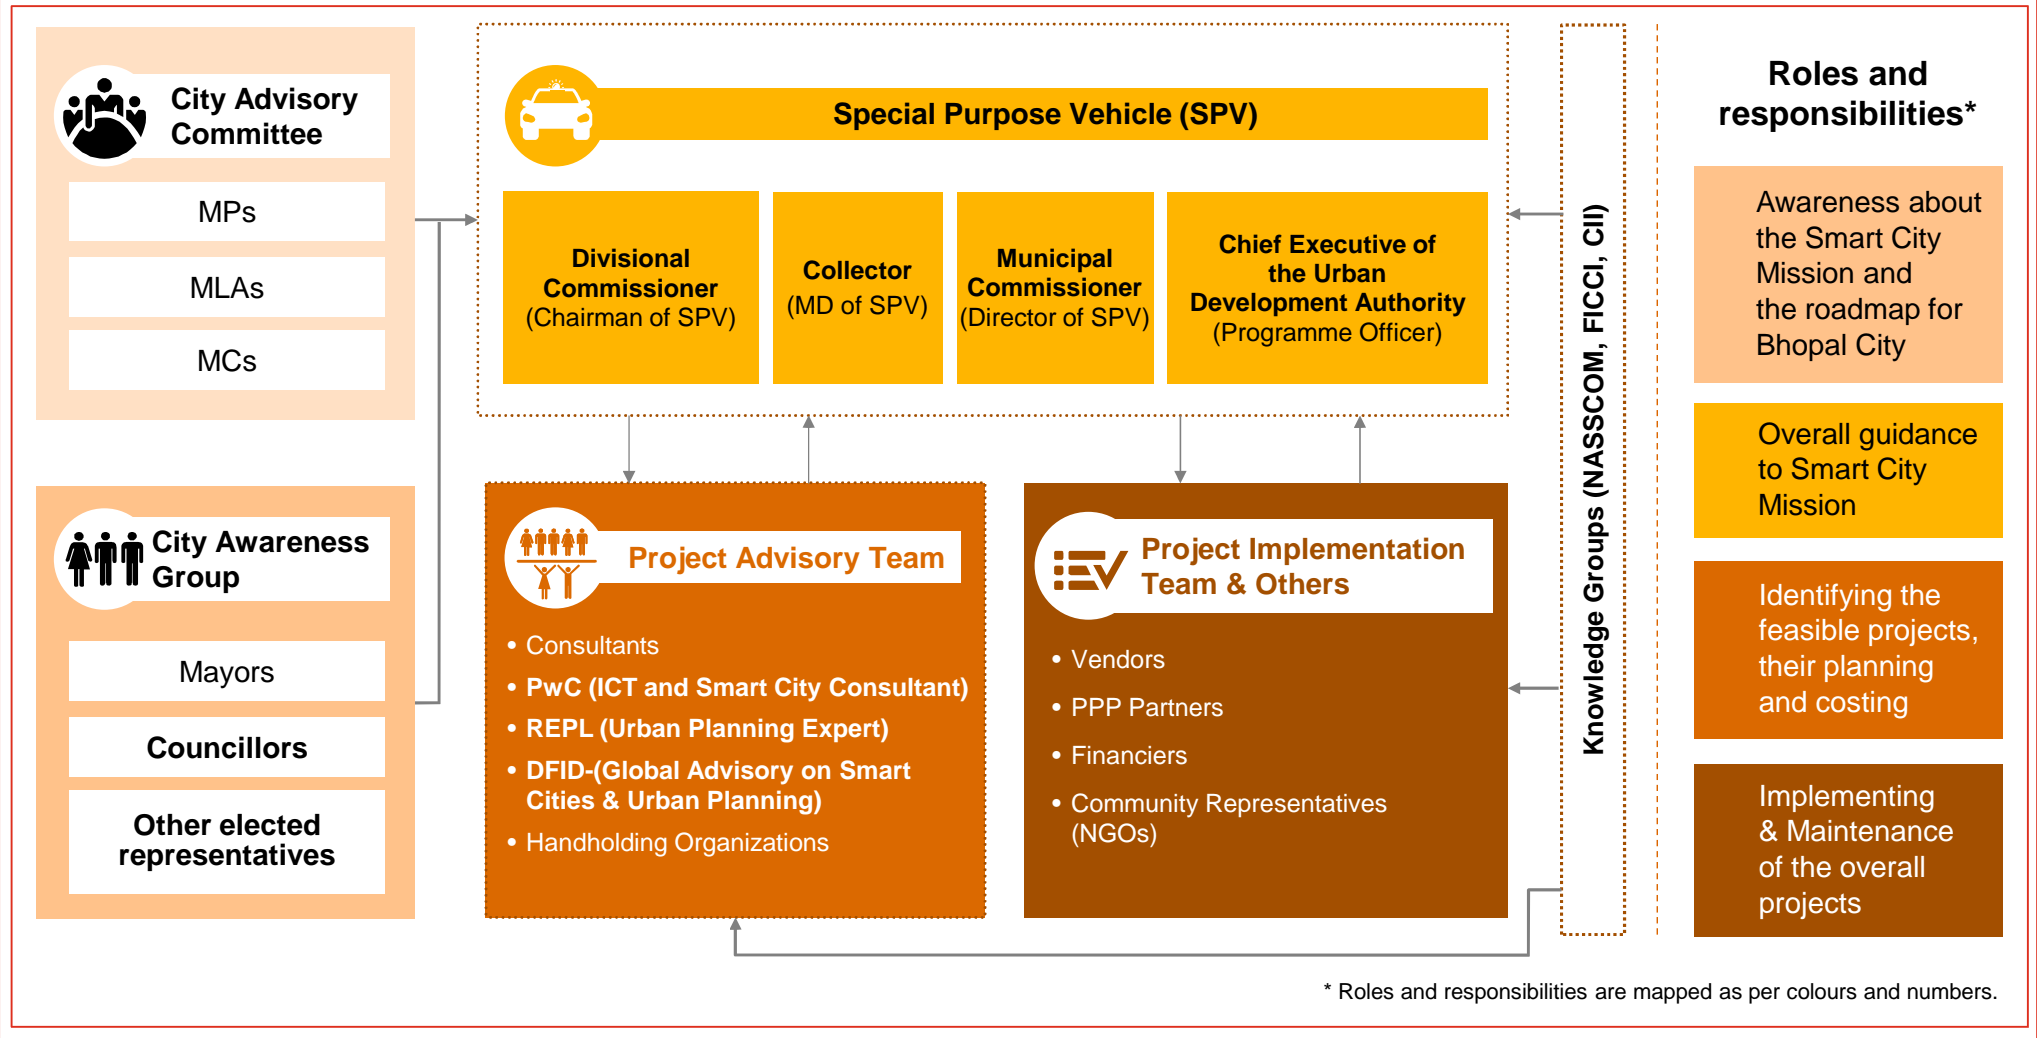 City Advisory
Committee
MPs
MLAs
MCs
City Awareness
Group
Mayors
Councillors
Other elected
representatives
Special Purpose Vehicle (SPV)
Divisional
Commissioner
(Chairman of SPV)
Collector
(MD of SPV)
Municipal
Commissioner
(Director of SPV)
Chief Executive of
the Urban
Development Authority
(Programme Officer)
Project Advisory Team
• Consultants
• PwC (ICT and Smart City Consultant)
• REPL (Urban Planning Expert)
• DFID-(Global Advisory on Smart
Cities & Urban Planning)
• Handholding Organizations
Project Implementation
Team & Others
• Vendors
• PPP Partners
• Financiers
• Community Representatives
(NGOs)
Knowledge Groups (NASSCOM, FICCI, CII)
Roles and
responsibilities*
Awareness about
the Smart City
Mission and
the roadmap for
Bhopal City
Overall guidance
to Smart City
Mission
Identifying the
feasible projects,
their planning
and costing
Implementing
& Maintenance
of the overall
projects
* Roles and responsibilities are mapped as per colours and numbers.